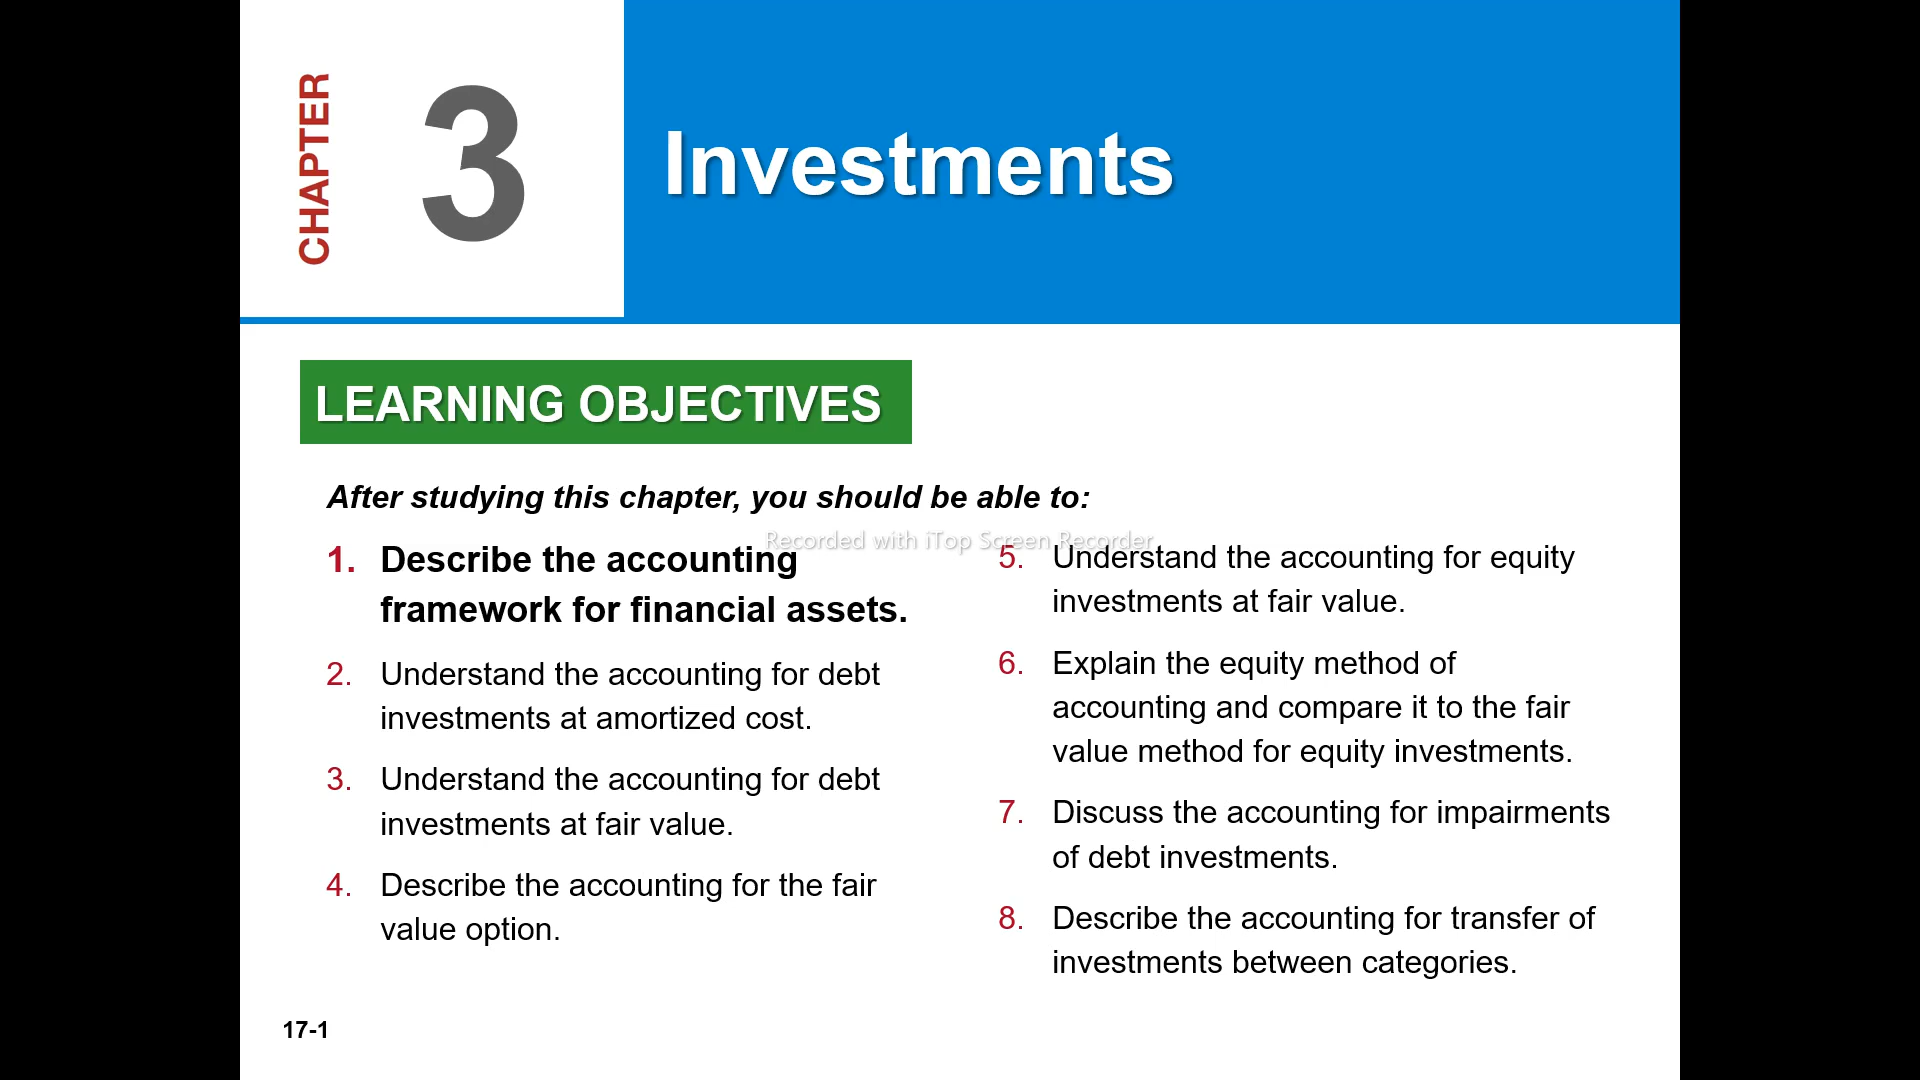 CHAPTER
3
Investments
LEARNING OBJECTIVES
After studying this chapter, you should be able to:
Recorded with iTop Screen Recorder
1. Describe the accounting
framework for financial assets.
2. Understand the accounting for debt
investments at amortized cost.
3. Understand the accounting for debt
investments at fair value.
4. Describe the accounting for the fair
value option.
5. Understand the accounting for equity
investments at fair value.
6. Explain the equity method of
accounting and compare it to the fair
value method for equity investments.
7. Discuss the accounting for impairments
of debt investments.
8. Describe the accounting for transfer of
investments between categories.
17-1